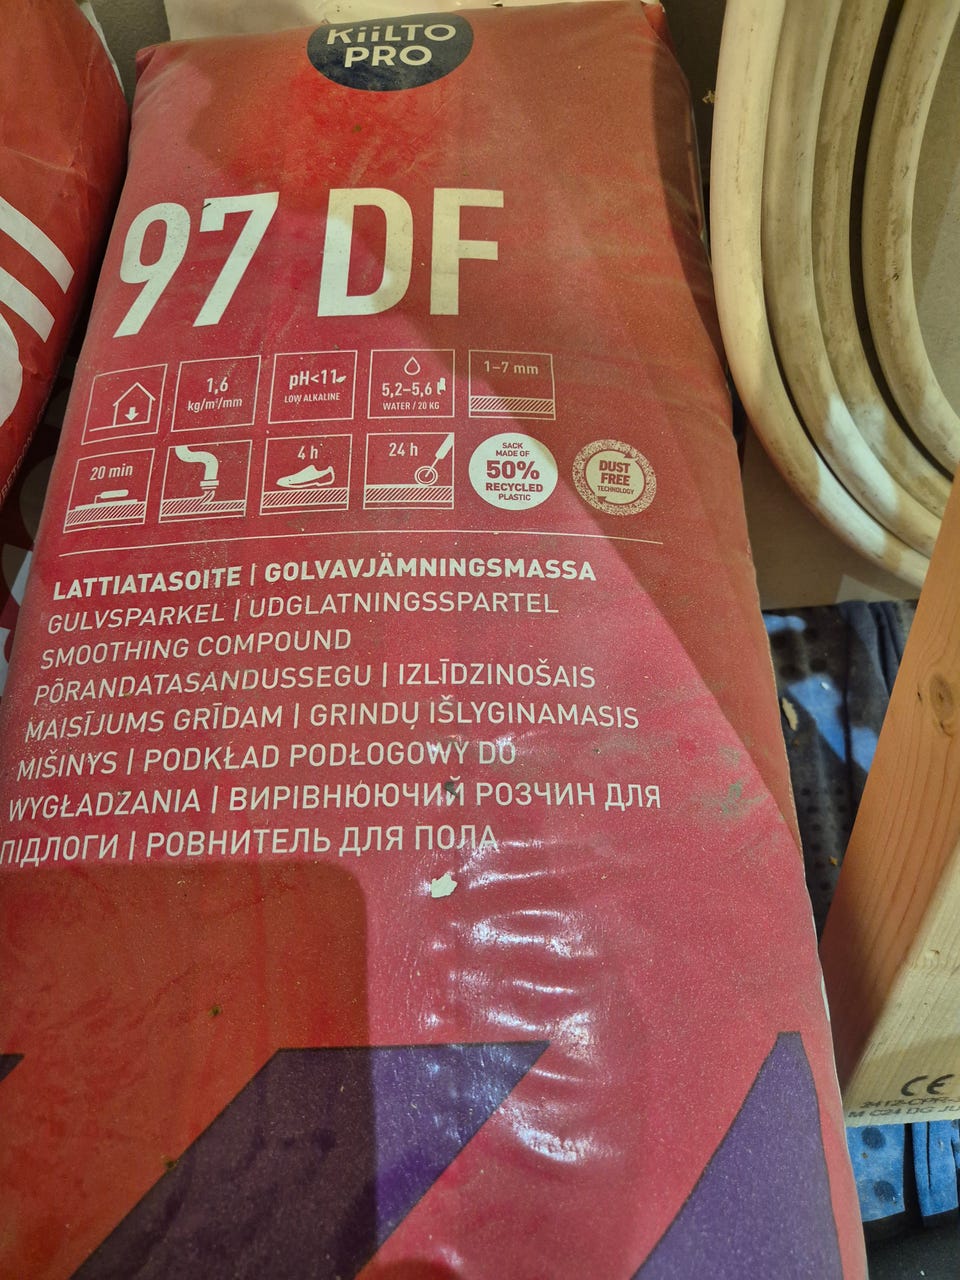 KiiLTO
PRO
97 DF
1,6
kg/m²/mm
pH<11
LOW ALKALINE
5,2–5,6 l
WATER / 20 KG
1–7 mm
20 min
4 h
24 h
SACK
MADE OF
50%
RECYCLED
PLASTIC
DUST
FREE
TECHNOLOGY
LATTIATASOITE | GOLVAVJÄMNINGSMASSA
GULVSPARKEL | UDGLATNINGSSPARTEL
SMOOTHING COMPOUND
PÕRANDATASANDUSSEGU | IZLĪDZINOŠAIS
MAISĪJUMS GRĪDAM | GRINDŲ IŠLYGINAMASIS
MIŠINYS | PODKŁAD PODŁOGOWY DO
WYGŁADZANIA | ВИРІВНЮЮЧИЙ РОЗЧИН ДЛЯ
ПІДЛОГИ | РОВНИТЕЛЬ ДЛЯ ПОЛА
CE
C24 DG